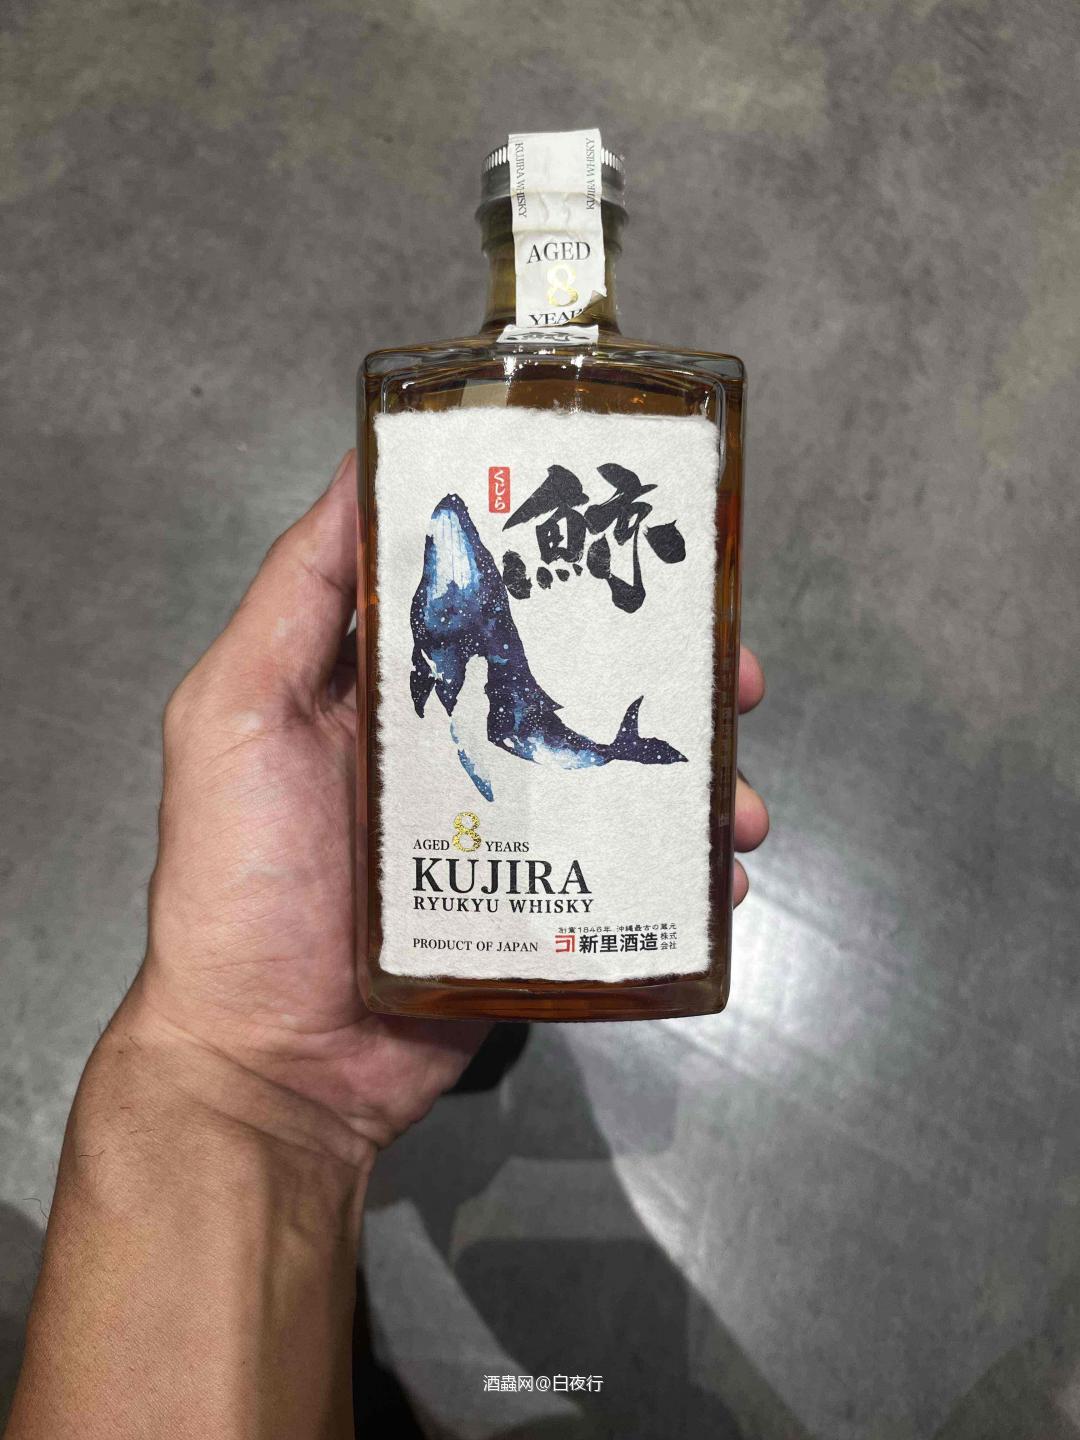 KUJIRA WHISKY
KUJIRA WHISKY
AGED
8
くじら
鯨
AGED 8 YEARS
KUJIRA
RYUKYU WHISKY
PRODUCT OF JAPAN
創業1846年 沖縄最古の蔵元
新里酒造株式会社
酒蟲网@白夜行